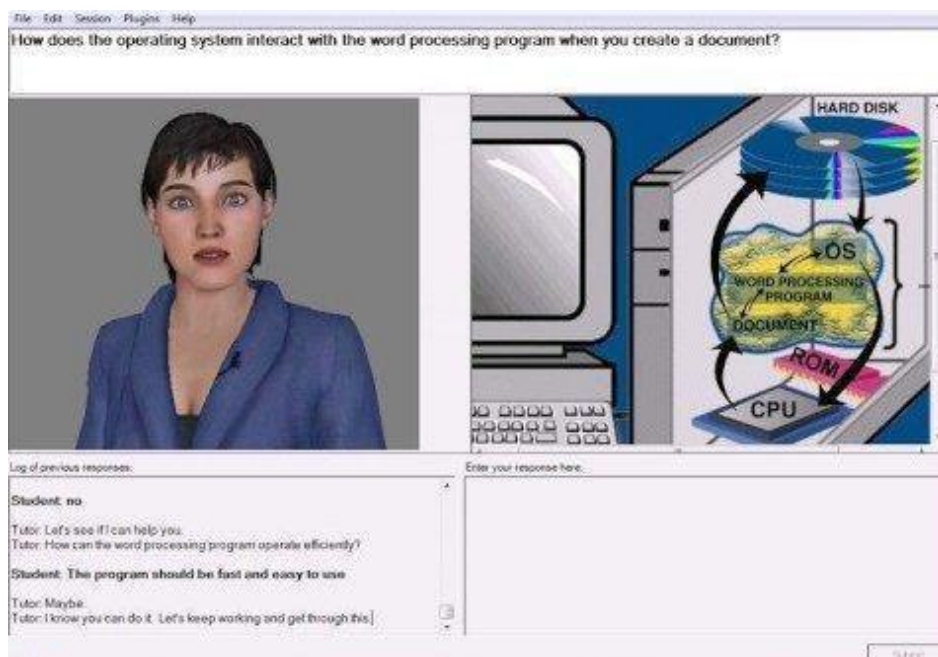 File Edit Session Plugins Help
How does the operating system interact with the word processing program when you create a document?
HARD DISK
OS
WORD PROCESSING
PROGRAM
DOCUMENT
ROM
CPU
Log of previous responses:
Student: no
Tutor: Let's see if I can help you.
Tutor: How can the word processing program operate efficiently?
Student: The program should be fast and easy to use
Tutor: Maybe.
Tutor: I know you can do it. Let's keep working and get through this.
Enter your response here: